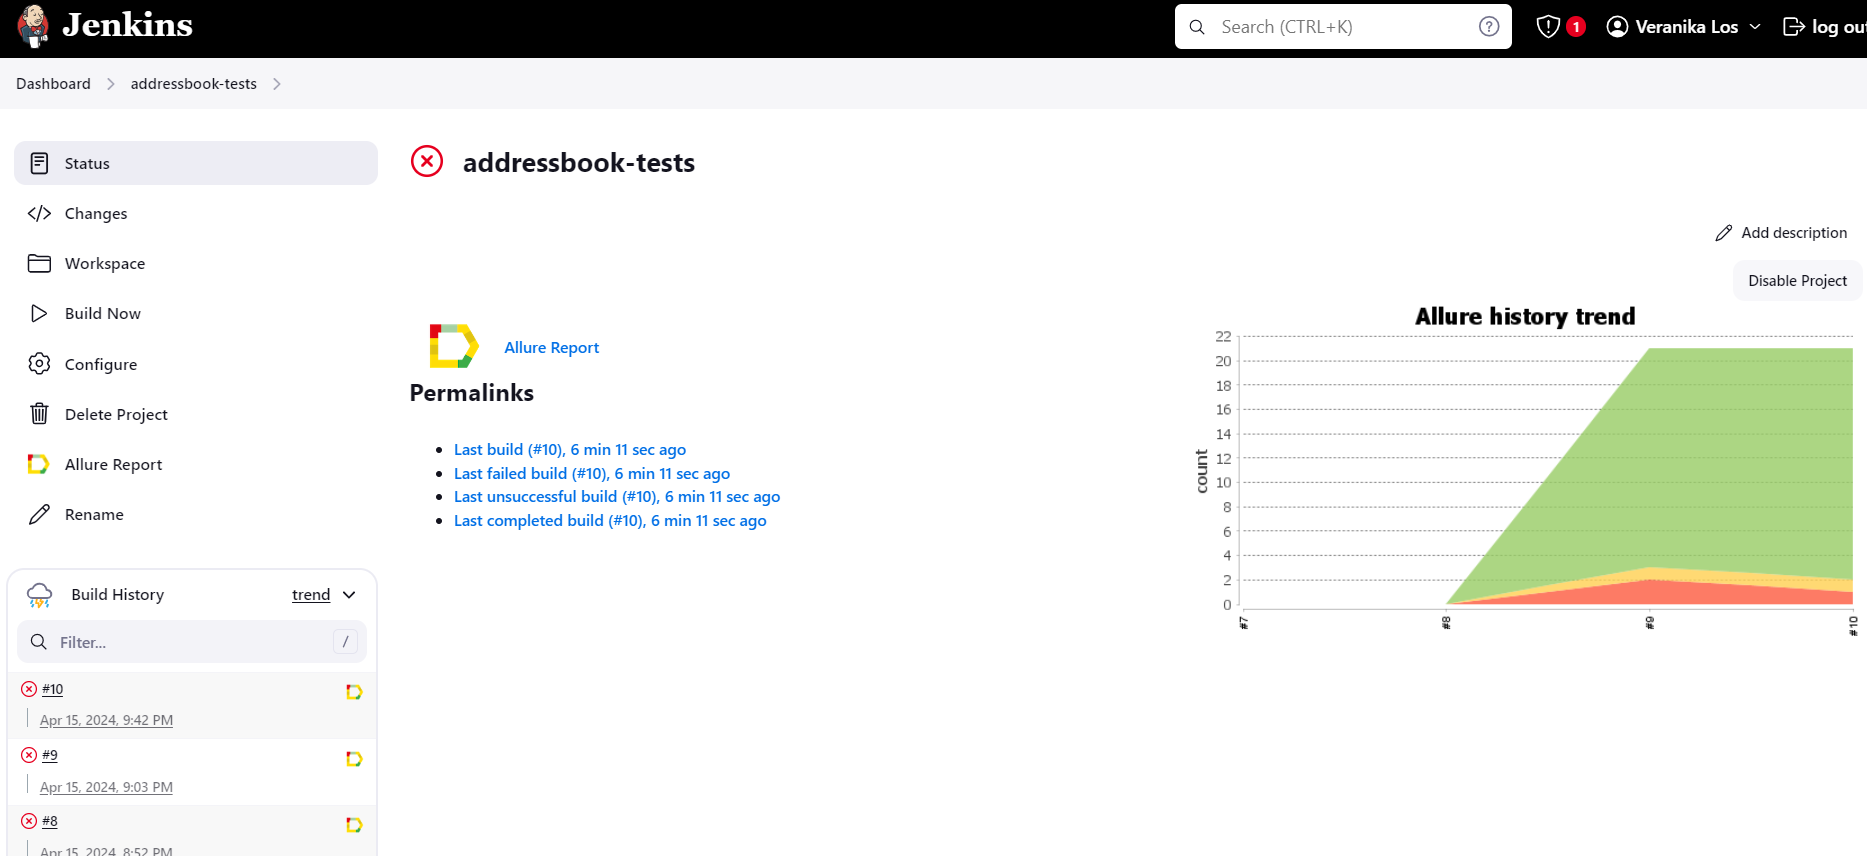 Jenkins
Search (CTRL+K)
1
Veranika Los
log out
Dashboard
addressbook-tests
Status
Changes
Workspace
Build Now
Configure
Delete Project
Allure Report
Rename
Build History
trend
Filter...
/
#10
Apr 15, 2024, 9:42 PM
#9
Apr 15, 2024, 9:03 PM
#8
Apr 15, 2024, 8:52 PM
addressbook-tests
Add description
Disable Project
Allure Report
Permalinks
Last build (#10), 6 min 11 sec ago
Last failed build (#10), 6 min 11 sec ago
Last unsuccessful build (#10), 6 min 11 sec ago
Last completed build (#10), 6 min 11 sec ago
Allure history trend
count
22
20
18
16
14
12
10
8
6
4
2
0
#7
#8
#9
#10